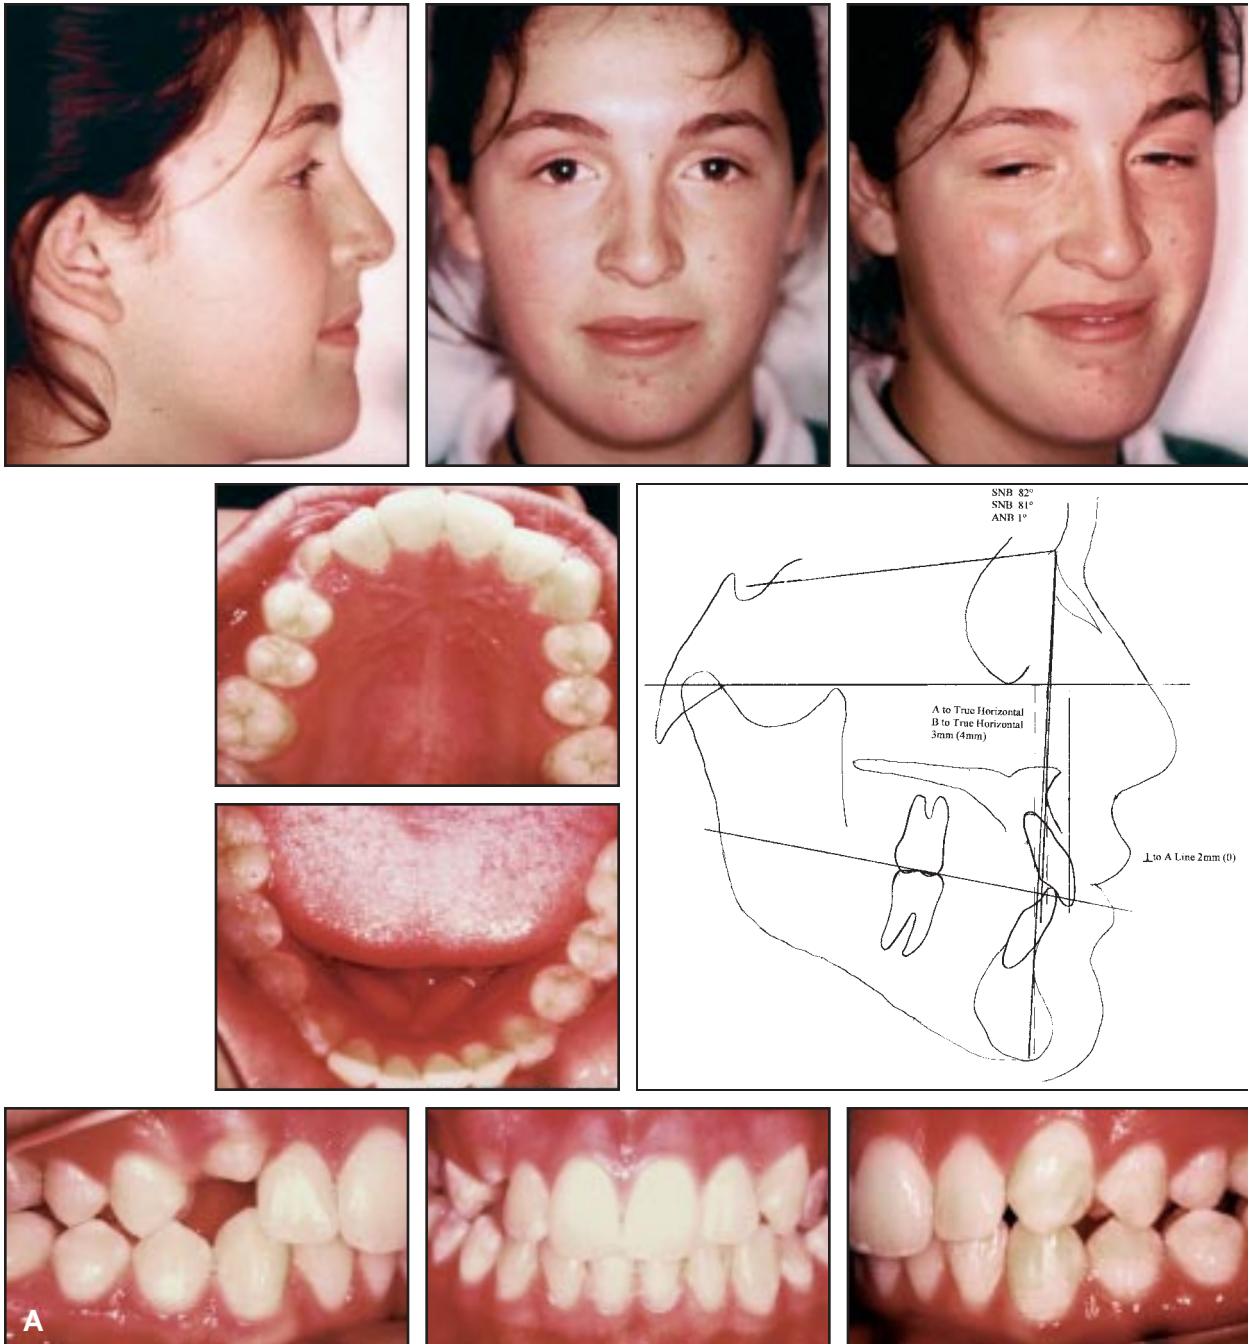 SNB 82°
SNB 81°
ANB 1°
A to True Horizontal
B to True Horizontal
3mm (4mm)
1 to A Line 2mm (0)
A